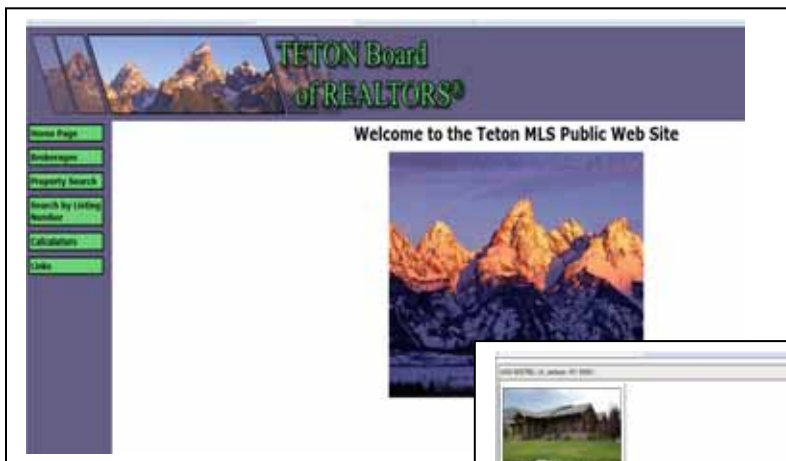 TETON Board
of REALTORS®
Home Page
Brokerages
Property Search
Search by Listing
Number
Calculators
Links
Welcome to the Teton MLS Public Web Site